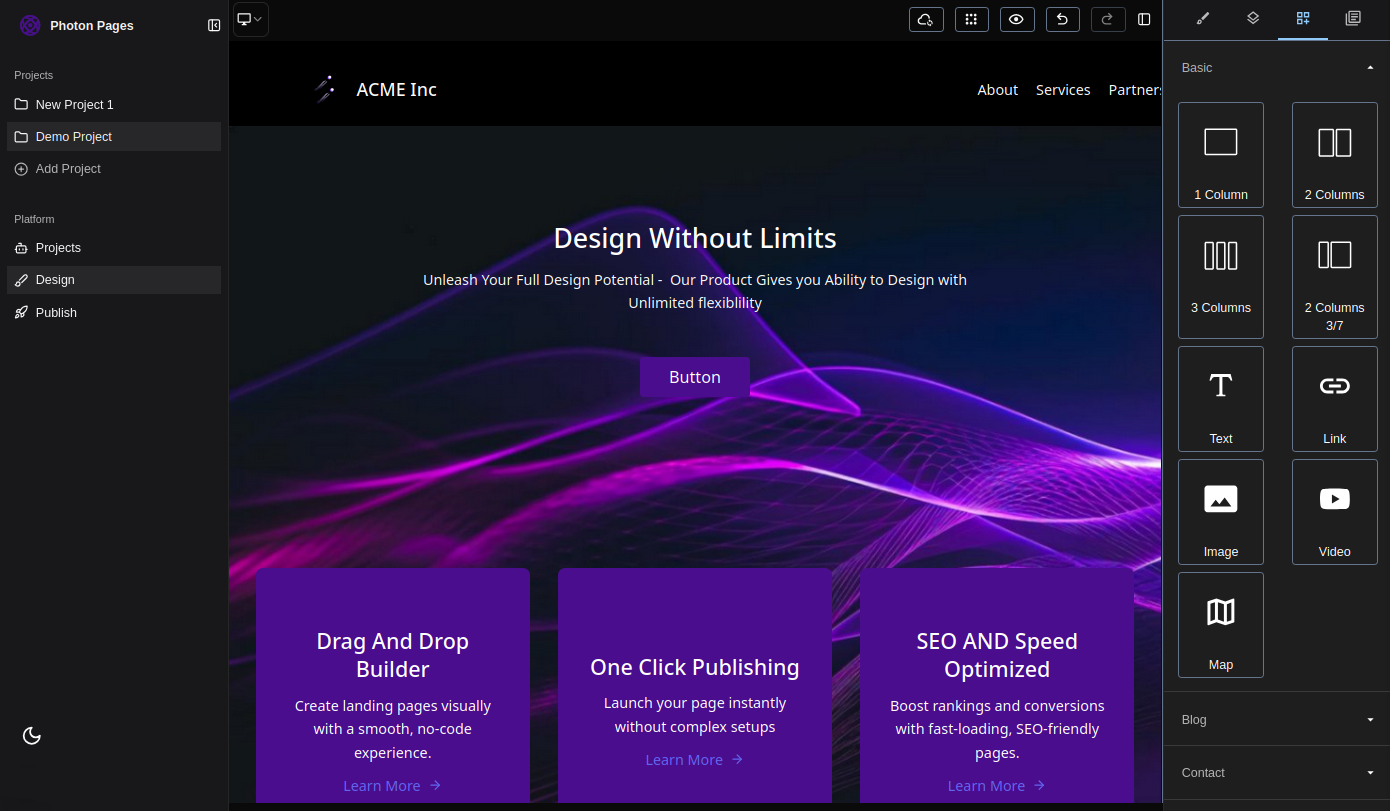 Photon Pages
Projects
New Project 1
Demo Project
Add Project
Platform
Projects
Design
Publish
ACME Inc
About Services Partners
Design Without Limits
Unleash Your Full Design Potential - Our Product Gives you Ability to Design with
Unlimited flexiblility
Button
Drag And Drop
Builder
Create landing pages visually
with a smooth, no-code
experience.
Learn More
One Click Publishing
Launch your page instantly
without complex setups
Learn More
SEO AND Speed
Optimized
Boost rankings and conversions
with fast-loading, SEO-friendly
pages.
Learn More
Basic
1 Column
2 Columns
3 Columns
2 Columns
3/7
Text
Link
Image
Video
Map
Blog
Contact